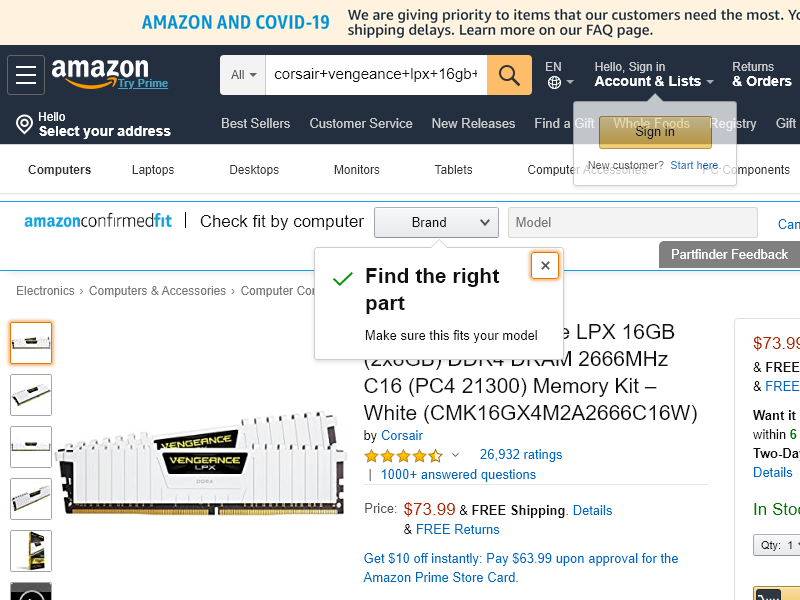 AMAZON AND COVID-19
We are giving priority to items that our customers need the most. Yo
shipping delays. Learn more on our FAQ page.
amazon
Try Prime
All
corsair+vengeance+lpx+16gb+
EN
Hello, Sign in
Account & Lists
Returns
& Orders
Hello
Select your address
Best Sellers
Customer Service
New Releases
Find a Gift
Whole Foods
Registry
Gift
Sign in
New customer? Start here.
Computers
Laptops
Desktops
Monitors
Tablets
Computer Accessories
PC Components
amazonconfirmedfit
Check fit by computer
Brand
Model
Can
Partfinder Feedback
Find the right
part
Make sure this fits your model
Electronics › Computers & Accessories › Computer Co
e LPX 16GB
(2x8GB) DDR4 DRAM 2666MHz
C16 (PC4 21300) Memory Kit –
White (CMK16GX4M2A2666C16W)
by Corsair
26,932 ratings
| 1000+ answered questions
Price: $73.99 & FREE Shipping. Details
& FREE Returns
Get $10 off instantly: Pay $63.99 upon approval for the
Amazon Prime Store Card.
VENGEANCE
VENGEANCE
LPX
DDR4
$73.99
& FREE
& FREE
Want it
within 6
Two-Da
Details
In Sto
Qty: 1